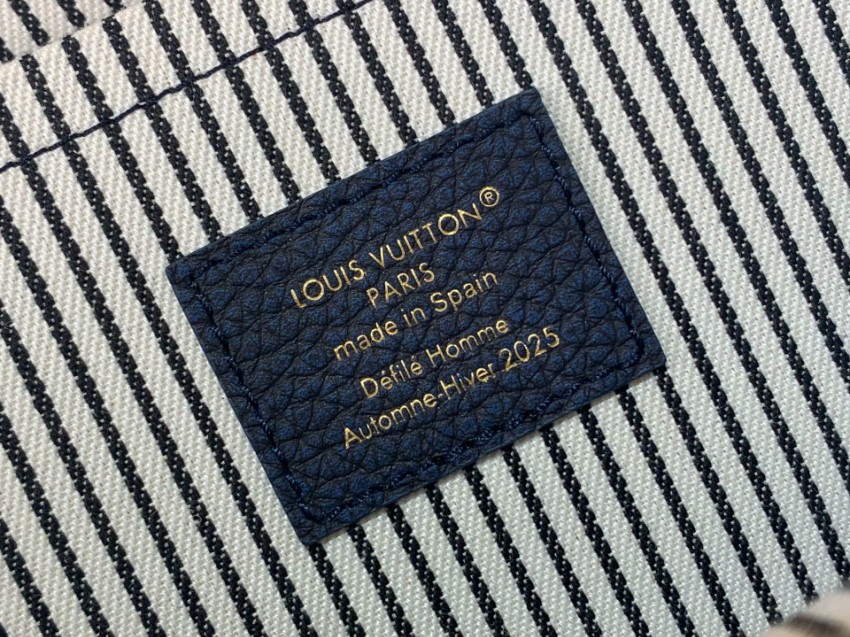 LOUIS VUITTON®
PARIS
made in Spain
Défilé Homme
Automne-Hiver 2025